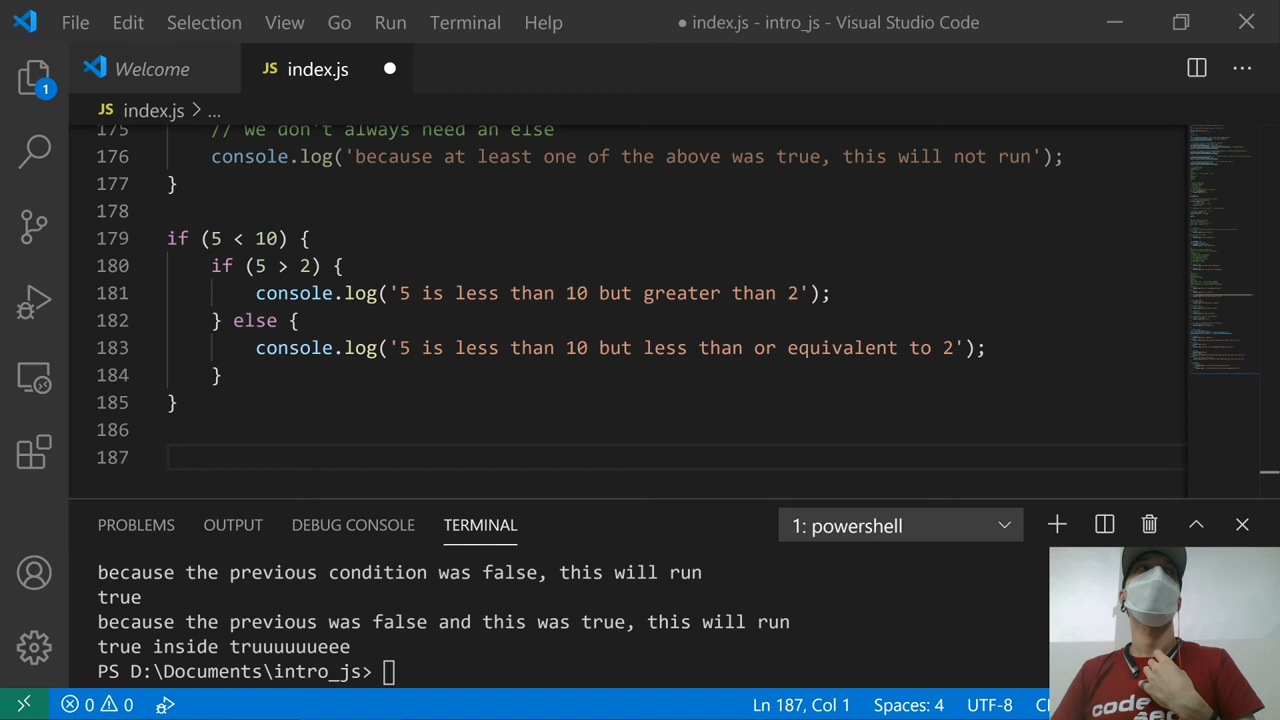 File Edit Selection View Go Run Terminal Help ● index.js - intro_js - Visual Studio Code
Welcome JS index.js ●
1
JS index.js > ...
175 // we don't always need an else
176 console.log('because at least one of the above was true, this will not run');
177 }
178
179 if (5 < 10) {
180 if (5 > 2) {
181 console.log('5 is less than 10 but greater than 2');
182 } else {
183 console.log('5 is less than 10 but less than or equivalent to 2');
184 }
185 }
186
187
PROBLEMS OUTPUT DEBUG CONSOLE TERMINAL 1: powershell
because the previous condition was false, this will run
true
because the previous was false and this was true, this will run
true inside truuuuuueee
PS D:\Documents\intro_js>
code
0 0 Ln 187, Col 1 Spaces: 4 UTF-8